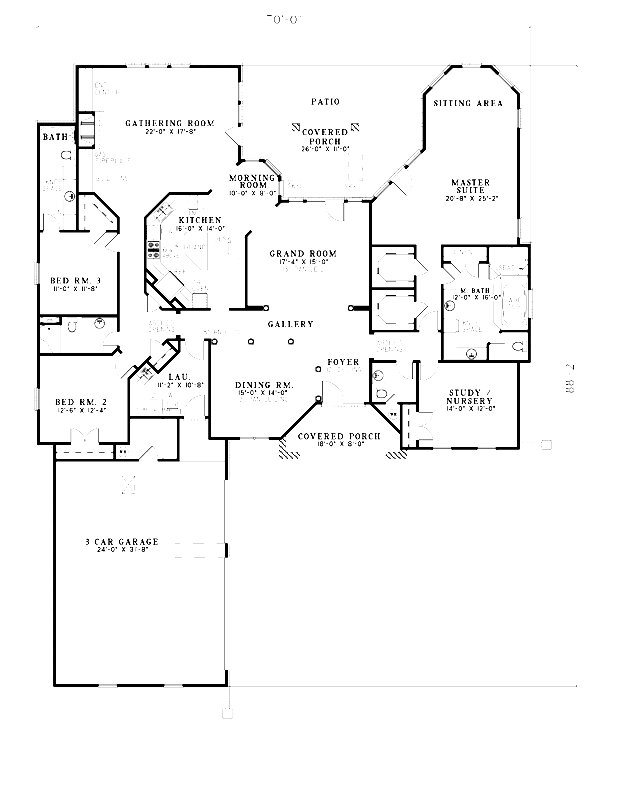 70'-0"
PATIO
SITTING AREA
GATHERING ROOM
22'-0" X 17'-8"
COVERED
PORCH
26'-0" X 11'-0"
BATH
MORNING
ROOM
10'-0" X 9'-0"
MASTER
SUITE
20'-8" X 25'-2"
KITCHEN
16'-0" X 14'-0"
GRAND ROOM
17'-4" X 15'-0"
BED RM. 3
11'-0" X 11'-8"
M. BATH
12'-0" X 16'-0"
GALLERY
FOYER
LAU.
11'-2" X 10'-8"
DINING RM.
15'-0" X 14'-0"
STUDY /
NURSERY
14'-0" X 12'-0"
BED RM. 2
12'-6" X 12'-4"
COVERED PORCH
18'-0" X 8'-0"
3 CAR GARAGE
24'-0" X 31'-8"